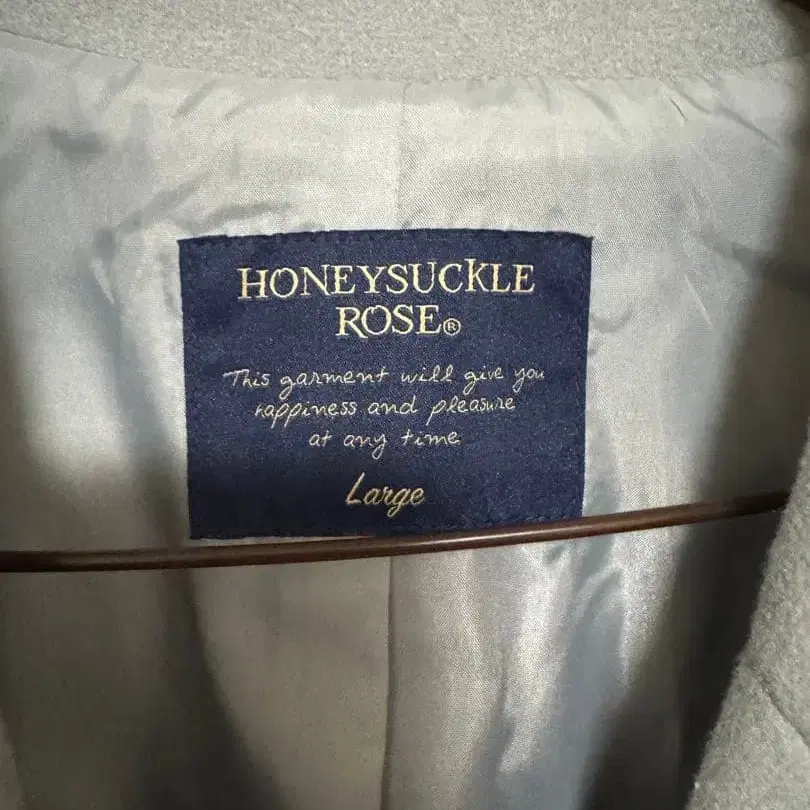 HONEYSUCKLE
ROSE®
This garment will give you
happiness and pleasure
at any time
Large